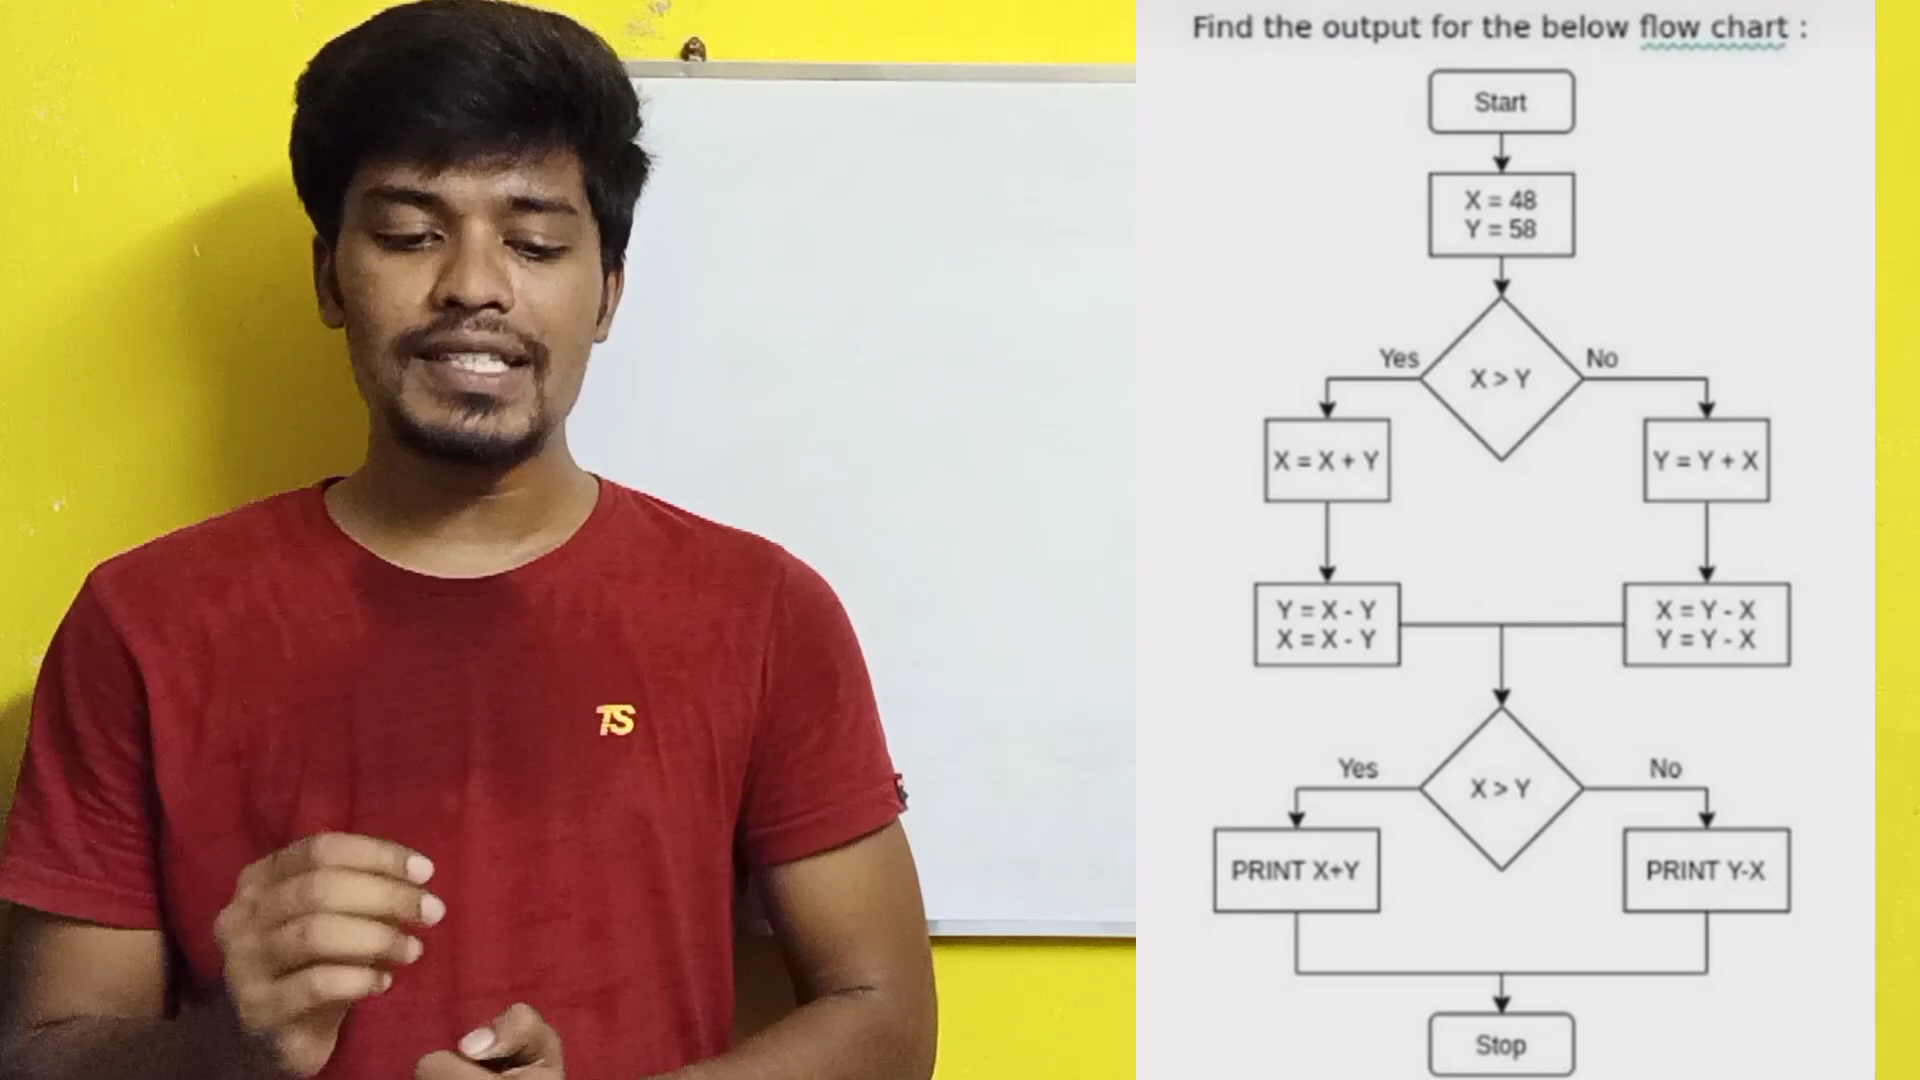 Find the output for the below flow chart :
Start
X = 48
Y = 58
X > Y
Yes
No
X = X + Y
Y = Y + X
Y = X - Y
X = X - Y
X = Y - X
Y = Y - X
X > Y
Yes
No
PRINT X+Y
PRINT Y-X
Stop
TS